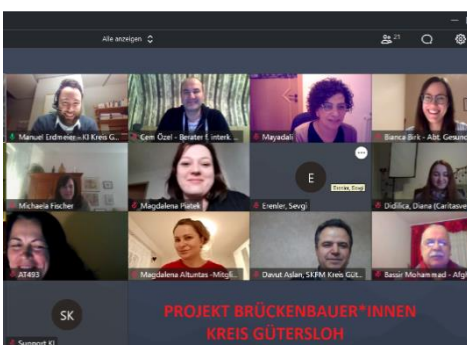 Alle anzeigen
21
Manuel Erdmeier - KI Kreis G...
Cem Özel - Berater f. interk. ...
Mayadali
Bianca Birk - Abt. Gesund
Michaela Fischer
Magdalena Piatek
E
Erenler, Sevgi
Erenler, Sevgi
Didilica, Diana (Caritasve
AT493
Magdalena Altuntas -Mitgli...
Davut Aslan, SKFM Kreis Güt...
Bassir Mohammad - Afgh
SK
Support KI
PROJEKT BRÜCKENBAUER*INNEN
KREIS GÜTERSLOH